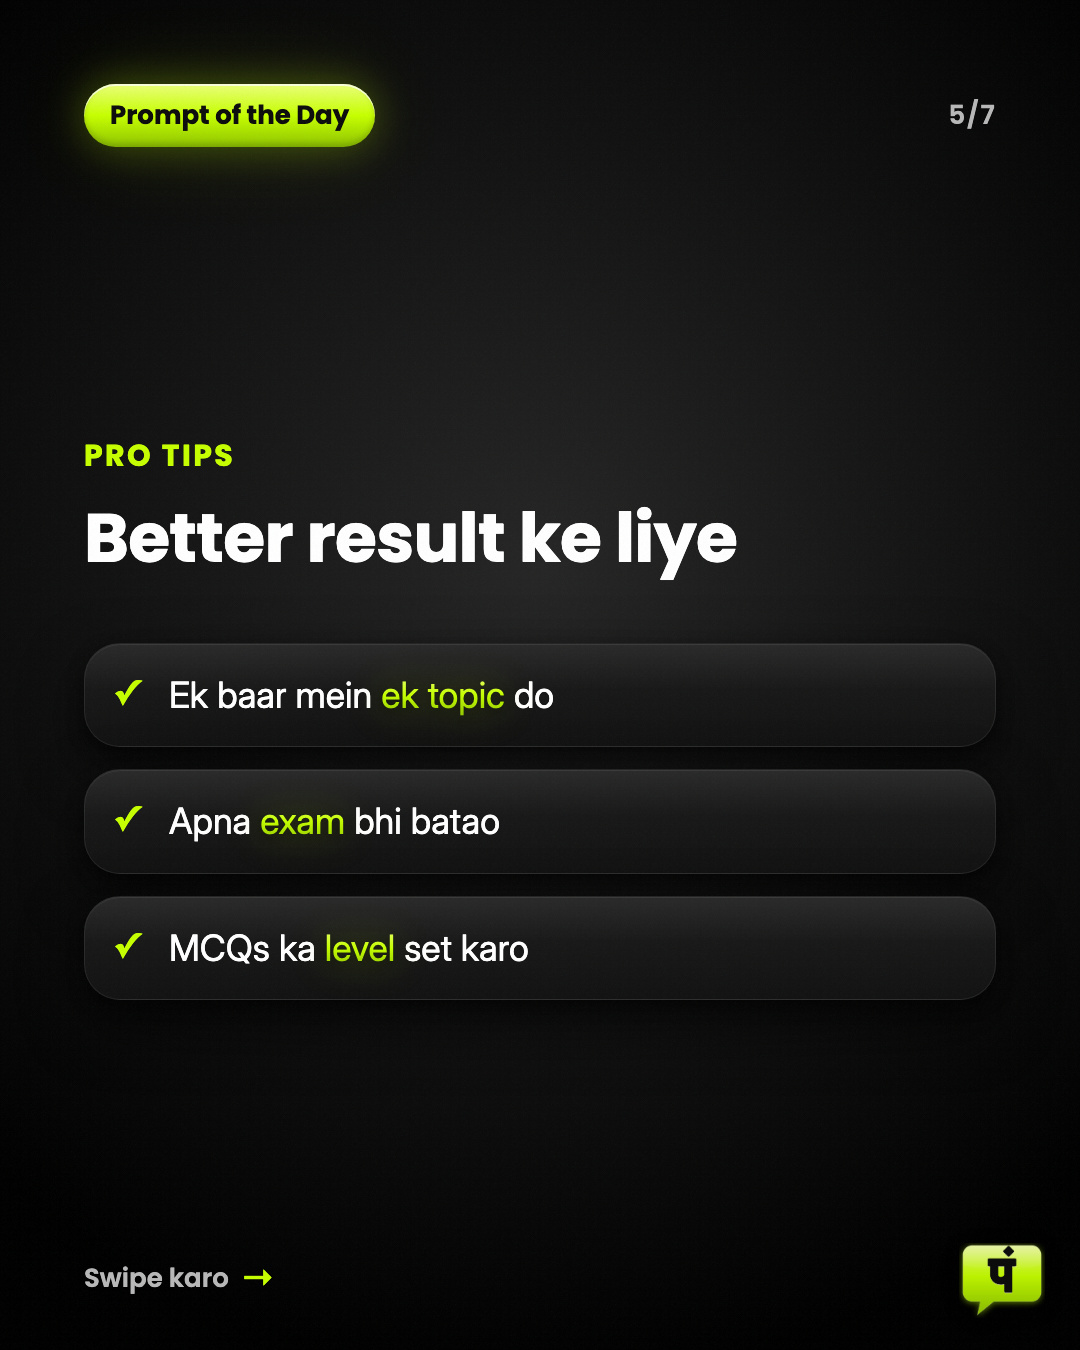 Prompt of the Day
5/7
PRO TIPS
Better result ke liye
✓ Ek baar mein ek topic do
✓ Apna exam bhi batao
✓ MCQs ka level set karo
Swipe karo →
पं